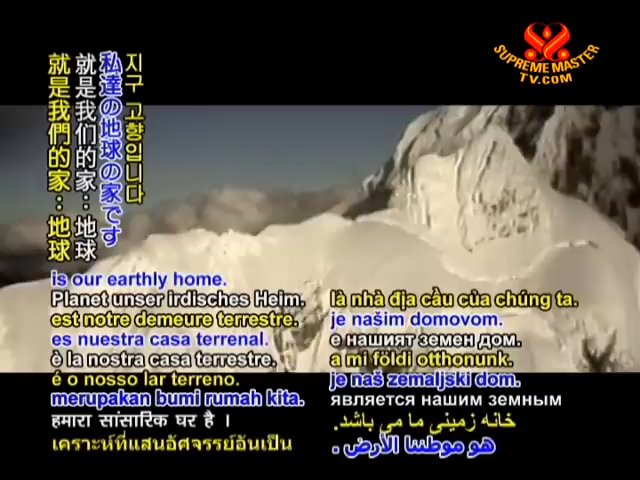 SUPREME MASTER
TV.COM
지구 고향입니다
私達の地球の家です
就是我们的家…地球
就是我們的家…地球
is our earthly home.
Planet unser irdisches Heim.
est notre demeure terrestre.
es nuestra casa terrenal.
è la nostra casa terrestre.
é o nosso lar terreno.
merupakan bumi rumah kita.
हमारा सांसारिक घर है ।
เคราะห์ที่แสนอัศจรรย์อันเป็น
là nhà địa cầu của chúng ta.
je našim domovom.
е нашият земен дом.
a mi földi otthonunk.
je naš zemaljski dom.
является нашим земным
خانه زمینی ما می باشد.
هو موطننا الأرض .